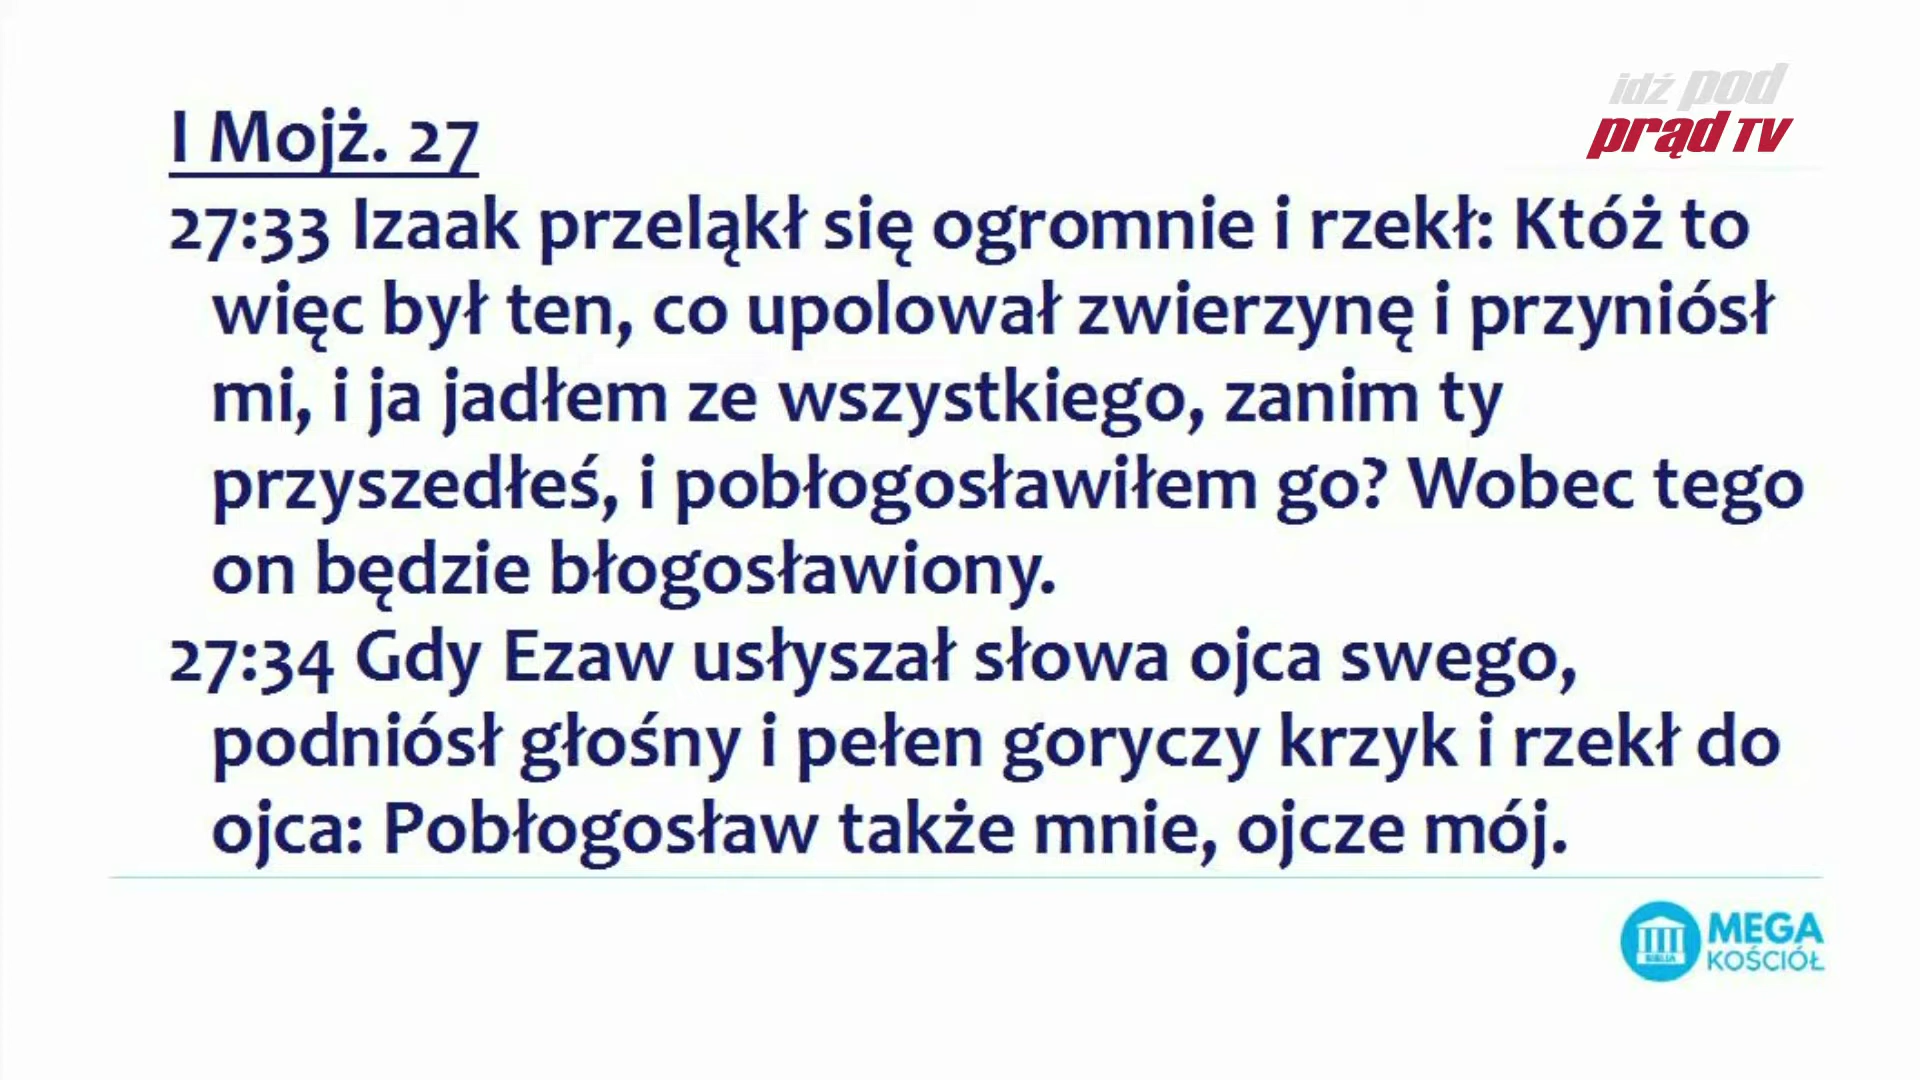 idź pod
prąd TV
I Mojż. 27
27:33 Izaak przeląkł się ogromnie i rzekł: Któż to
więc był ten, co upolował zwierzynę i przyniósł
mi, i ja jadłem ze wszystkiego, zanim ty
przyszedłeś, i pobłogosławiłem go? Wobec tego
on będzie błogosławiony.
27:34 Gdy Ezaw usłyszał słowa ojca swego,
podniósł głośny i pełen goryczy krzyk i rzekł do
ojca: Pobłogosław także mnie, ojcze mój.
MEGA
KOŚCIÓŁ
BIBLIA